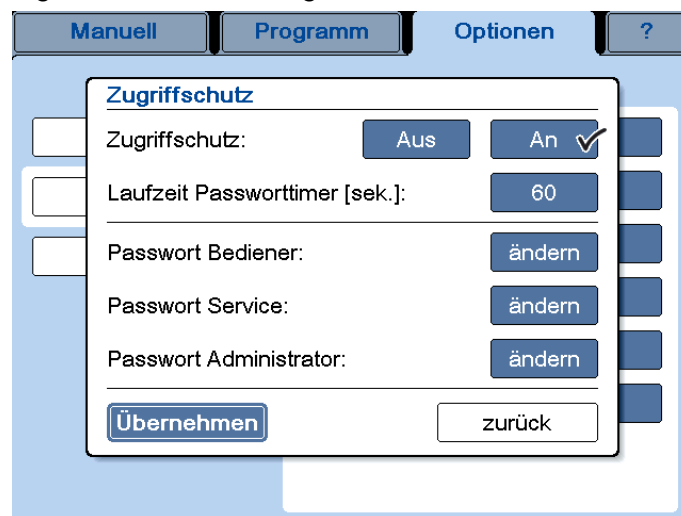 Manuell Programm Optionen ?
Zugriffschutz
Zugriffschutz: Aus An
Laufzeit Passworttimer [sek.]: 60
Passwort Bediener: ändern
Passwort Service: ändern
Passwort Administrator: ändern
Übernehmen zurück